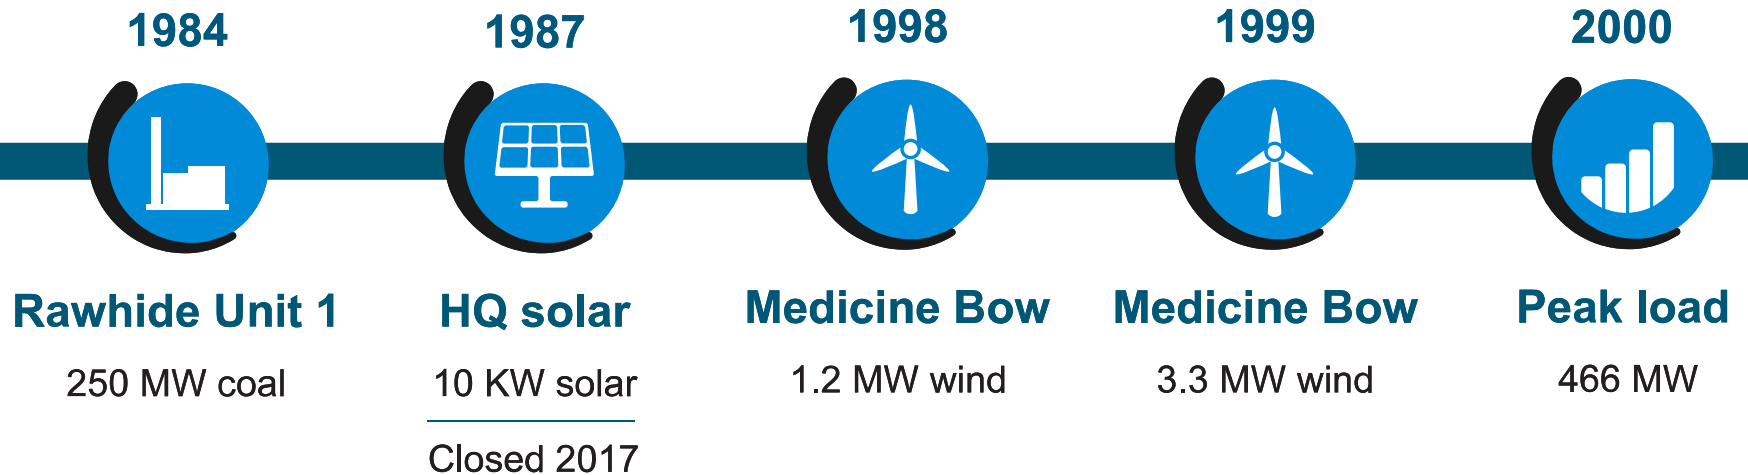 1984
Rawhide Unit 1
250 MW coal
1987
HQ solar
10 KW solar
Closed 2017
1998
Medicine Bow
1.2 MW wind
1999
Medicine Bow
3.3 MW wind
2000
Peak load
466 MW